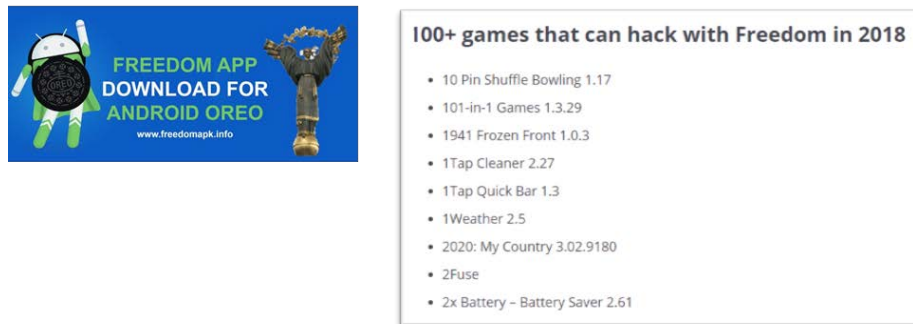 FREEDOM APP
DOWNLOAD FOR
ANDROID OREO
www.freedomapk.info
OREO
100+ games that can hack with Freedom in 2018
• 10 Pin Shuffle Bowling 1.17
• 101-in-1 Games 1.3.29
• 1941 Frozen Front 1.0.3
• 1Tap Cleaner 2.27
• 1Tap Quick Bar 1.3
• 1Weather 2.5
• 2020: My Country 3.02.9180
• 2Fuse
• 2x Battery – Battery Saver 2.61